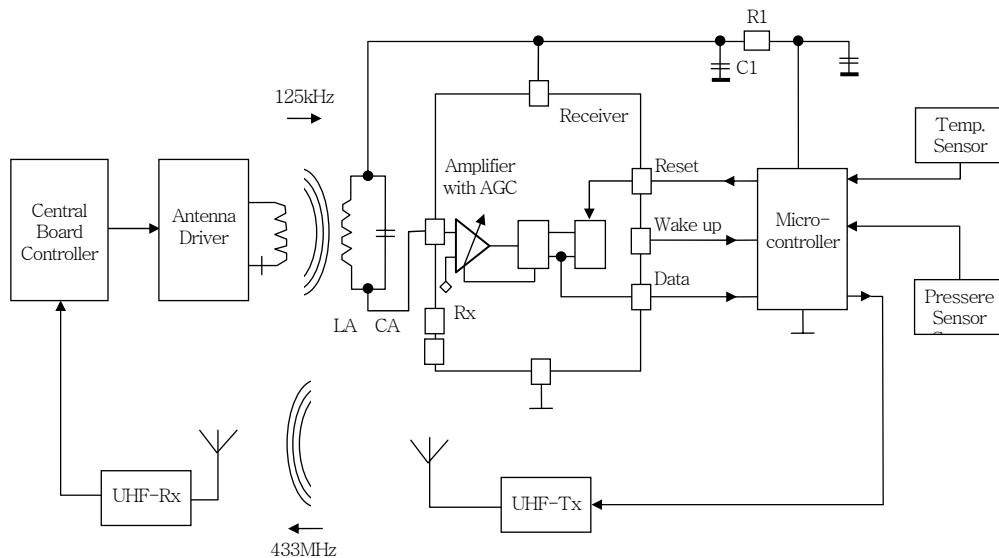 R1
C1
125kHz
Receiver
Temp.
Sensor
Amplifier
with AGC
Reset
Central
Board
Controller
Antenna
Driver
Wake up
Micro-
controller
Data
Pressere
Sensor
LA CA
Rx
UHF-Rx
UHF-Tx
433MHz